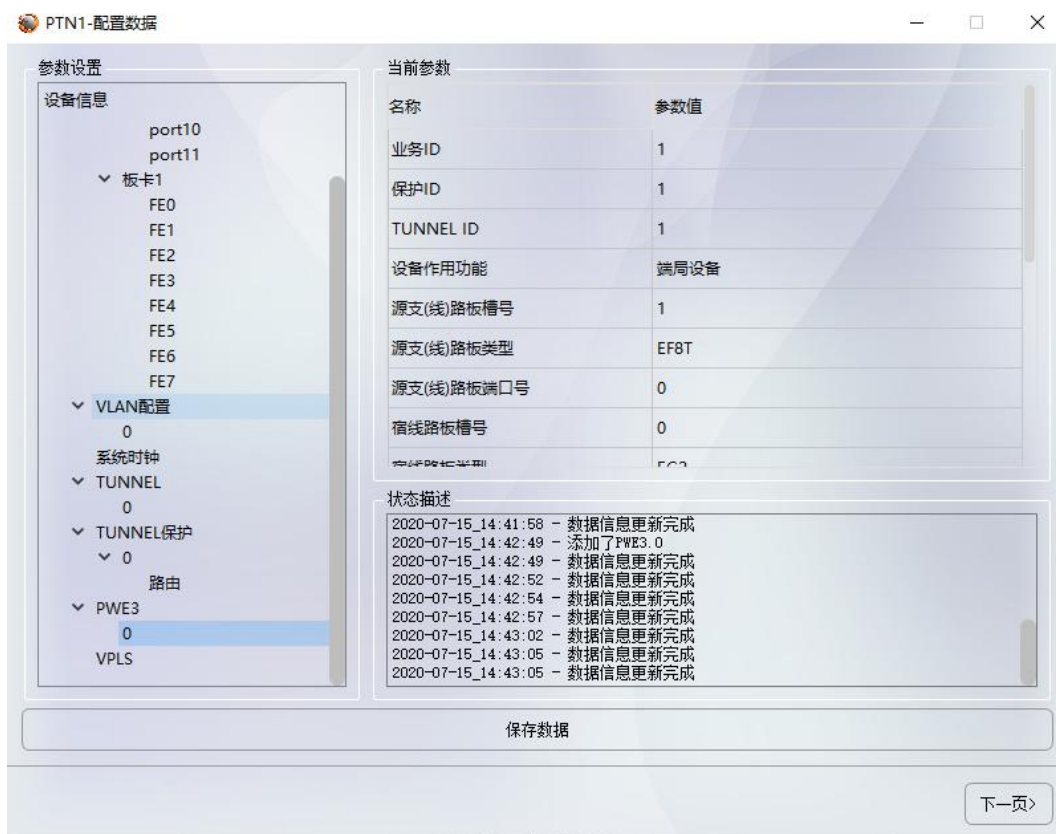 PTN1-配置数据
参数设置
设备信息
port10
port11
板卡1
FE0
FE1
FE2
FE3
FE4
FE5
FE6
FE7
VLAN配置
0
系统时钟
TUNNEL
0
TUNNEL保护
0
路由
PWE3
0
VPLS
当前参数
名称 参数值
业务ID 1
保护ID 1
TUNNEL ID 1
设备作用功能 端局设备
源支(线)路板槽号 1
源支(线)路板类型 EF8T
源支(线)路板端口号 0
宿线路板槽号 0
状态描述
2020-07-15_14:41:58 - 数据信息更新完成
2020-07-15_14:42:49 - 添加了PWE3.0
2020-07-15_14:42:49 - 数据信息更新完成
2020-07-15_14:42:52 - 数据信息更新完成
2020-07-15_14:42:54 - 数据信息更新完成
2020-07-15_14:42:57 - 数据信息更新完成
2020-07-15_14:43:02 - 数据信息更新完成
2020-07-15_14:43:05 - 数据信息更新完成
2020-07-15_14:43:05 - 数据信息更新完成
保存数据
下一页>